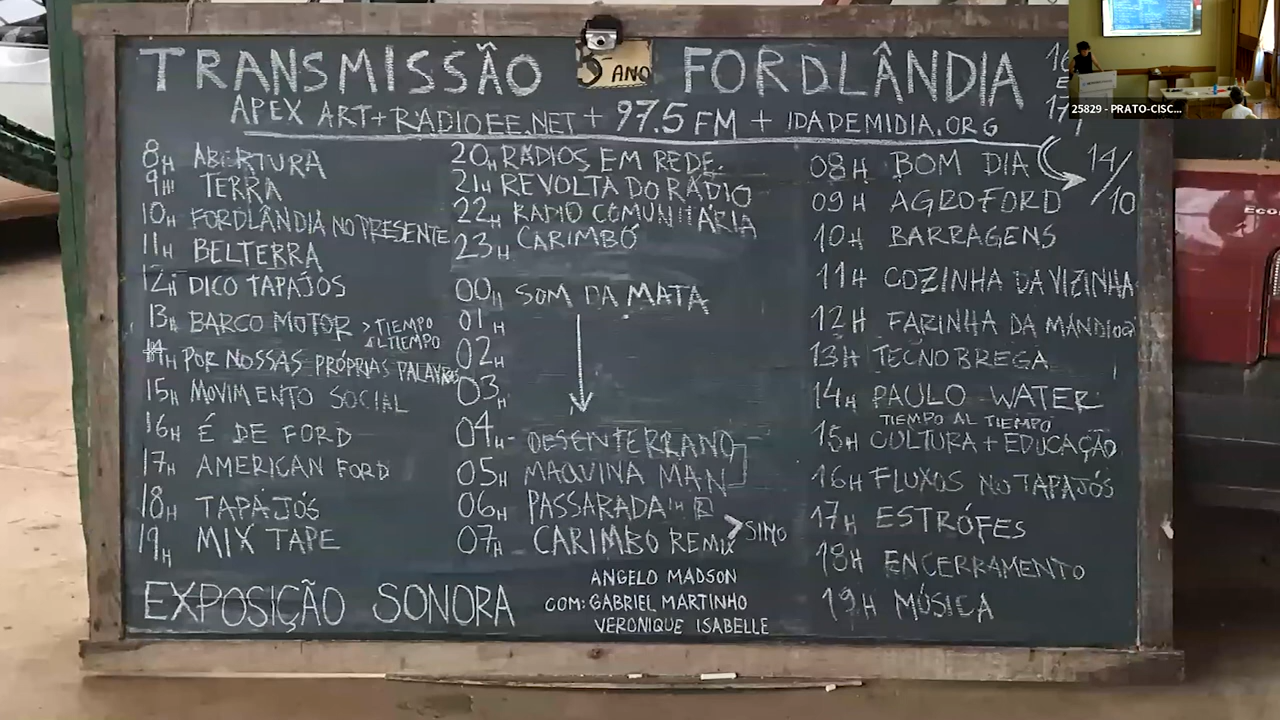 TRANSMISSÃO 5º ANO FORDLÂNDIA
APEX ART + RADIOEE.NET + 97.5 FM + IDADEMIDIA.ORG
8H ABERTURA
9H TERRA
10H FORDLÂNDIA NO PRESENTE
11H BELTERRA
12H DICO TAPAJÓS
13H BARCO MOTOR > TIEMPO
AL TIEMPO
14H POR NOSSAS PRÓPRIAS PALAVRAS
15H MOVIMENTO SOCIAL
16H É DE FORD
17H AMERICAN FORD
18H TAPAJÓS
19H MIX TAPE
20H RÁDIOS EM REDE
21H REVOLTA DO RÁDIO
22H RADIO COMUNITÁRIA
23H CARIMBÓ
00H SOM DA MATA
01H
02H
03H
04H- DESENTERRANO
05H MAQUINA MAN
06H PASSARADA
07H CARIMBO REMIX > SINO
14/10
08H BOM DIA
09H AGROFORD
10H BARRAGENS
11H COZINHA DA VIZINHA
12H FARINHA DA MANDIOCA
13H TECNOBREGA
14H PAULO WATER
TIEMPO AL TIEMPO
15H CULTURA + EDUCAÇÃO
16H FLUXOS NO TAPAJÓS
17H ESTRÓFES
18H ENCERRAMENTO
19H MÚSICA
EXPOSIÇÃO SONORA
ANGELO MADSON
COM: GABRIEL MARTINHO
VERONIQUE ISABELLE
25829 - PRATO-CISC...